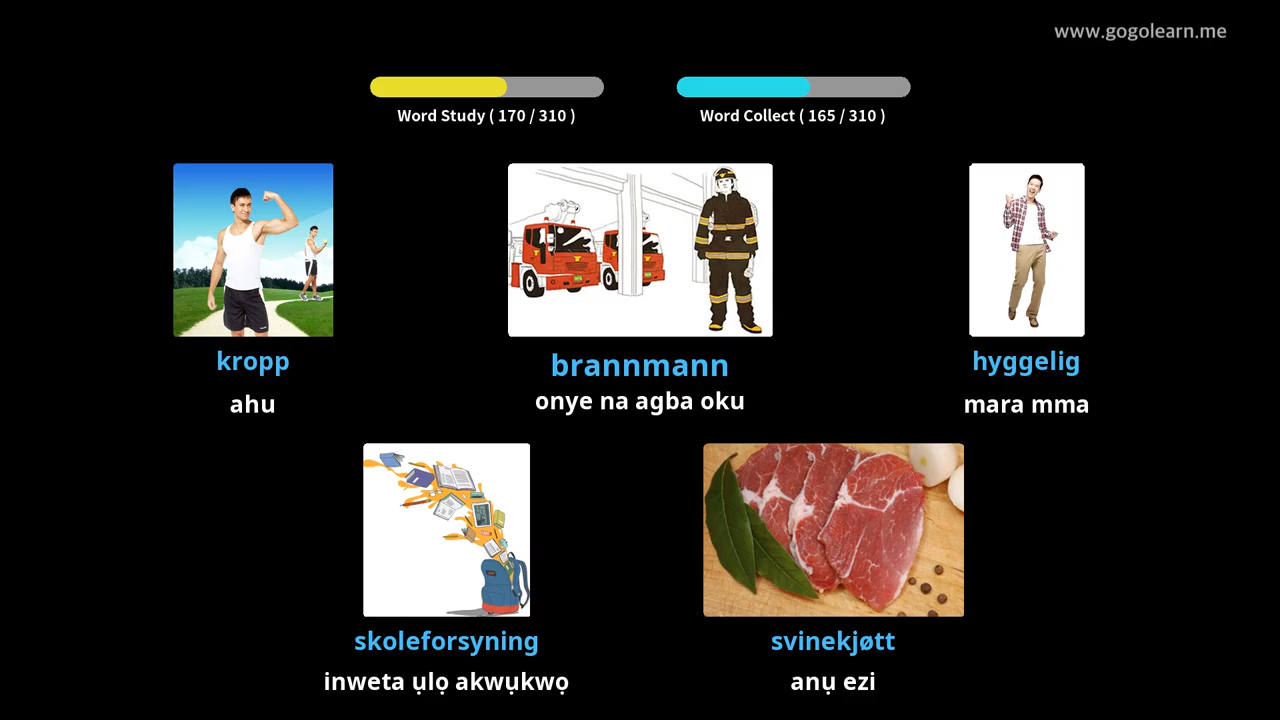 www.gogolearn.me
Word Study ( 170 / 310 )
Word Collect ( 165 / 310 )
kropp
ahu
brannmann
onye na agba oku
hyggelig
mara mma
skoleforsyning
inweta ụlọ akwụkwọ
svinekjøtt
anụ ezi